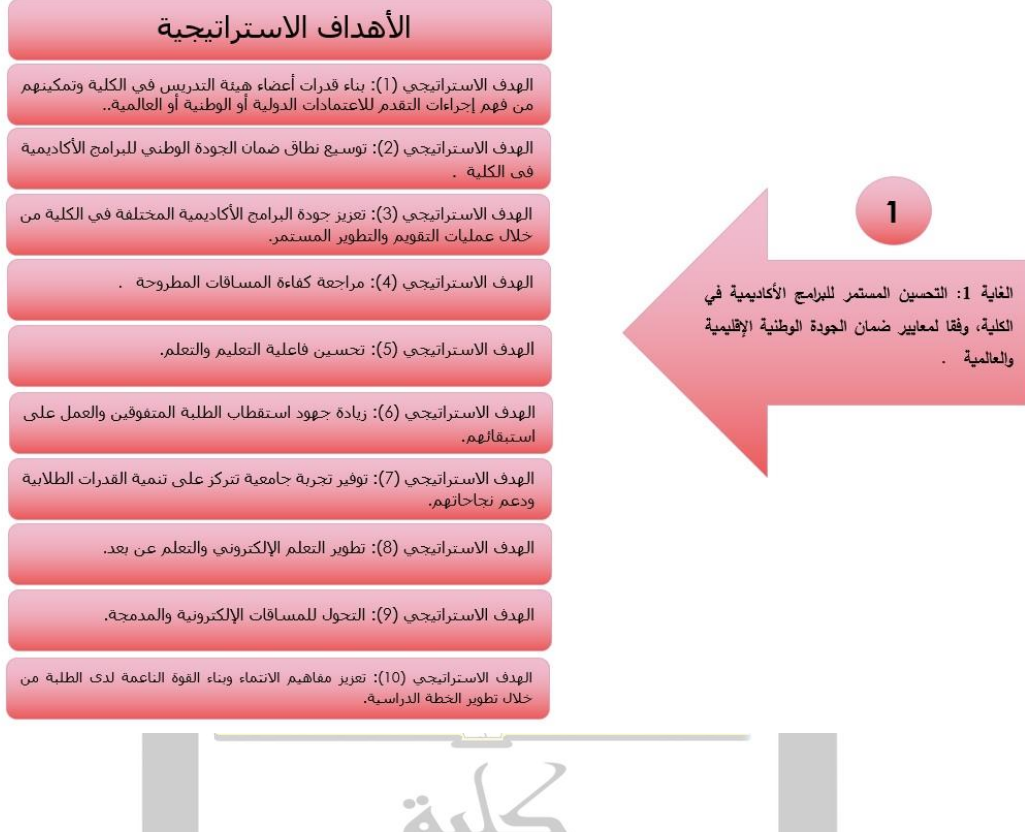 الأهداف الاستراتيجية
الهدف الاستراتيجي (1): بناء قدرات أعضاء هيئة التدريس في الكلية وتمكينهم
من فهم إجراءات التقدم للاعتمادات الدولية أو الوطنية أو العالمية..
الهدف الاستراتيجي (2): توسيع نطاق ضمان الجودة الوطني للبرامج الأكاديمية
في الكلية .
الهدف الاستراتيجي (3): تعزيز جودة البرامج الأكاديمية المختلفة في الكلية من
خلال عمليات التقويم والتطوير المستمر.
الهدف الاستراتيجي (4): مراجعة كفاءة المساقات المطروحة .
الهدف الاستراتيجي (5): تحسين فاعلية التعليم والتعلم.
الهدف الاستراتيجي (6): زيادة جهود استقطاب الطلبة المتفوقين والعمل على
استبقائهم.
الهدف الاستراتيجي (7): توفير تجربة جامعية تتركز على تنمية القدرات الطلابية
ودعم نجاحاتهم.
الهدف الاستراتيجي (8): تطوير التعلم الإلكتروني والتعلم عن بعد.
الهدف الاستراتيجي (9): التحول للمساقات الإلكترونية والمدمجة.
الهدف الاستراتيجي (10): تعزيز مفاهيم الانتماء وبناء القوة الناعمة لدى الطلبة من
خلال تطوير الخطة الدراسية.
1
الغاية 1: التحسين المستمر للبرامج الأكاديمية في
الكلية، وفقا لمعايير ضمان الجودة الوطنية الإقليمية
والعالمية .
كلية